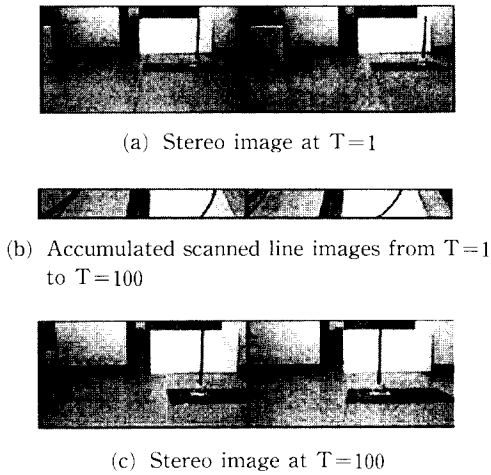 (a) Stereo image at T=1
(b) Accumulated scanned line images from T=1
to T=100
(c) Stereo image at T=100